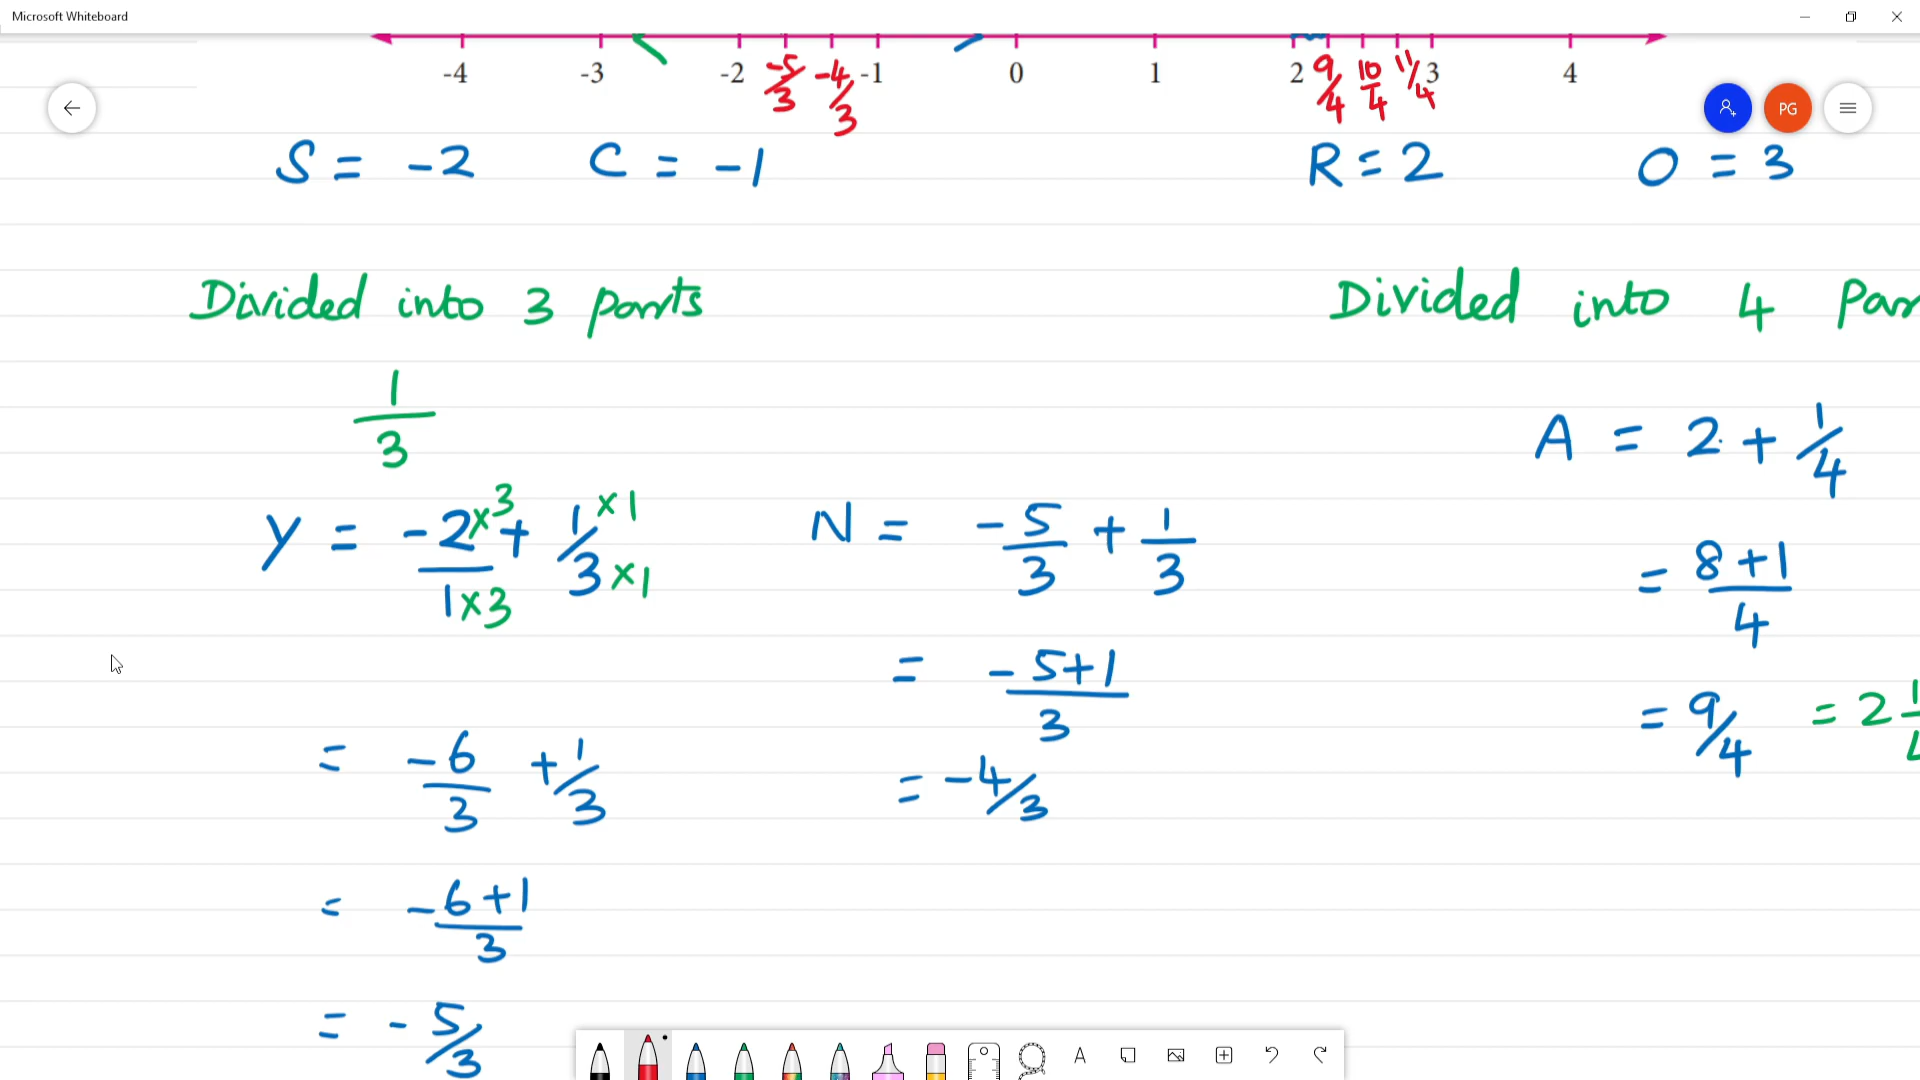 Microsoft Whiteboard
-4 -3 -2 -5/3 -4/3 -1 0 1 2 9/4 10/4 11/4 3 4
PG
S = -2 C = -1 R = 2 O = 3
Divided into 3 parts Divided into 4 Par
1/3
A = 2 + 1/4
Y = -2×3/1×3 + 1×1/3×1 N = -5/3 + 1/3
= 8+1/4
= -5+1/3
= 9/4 = 2 1/4
= -6/3 + 1/3 = -4/3
= -6+1/3
= -5/3
A